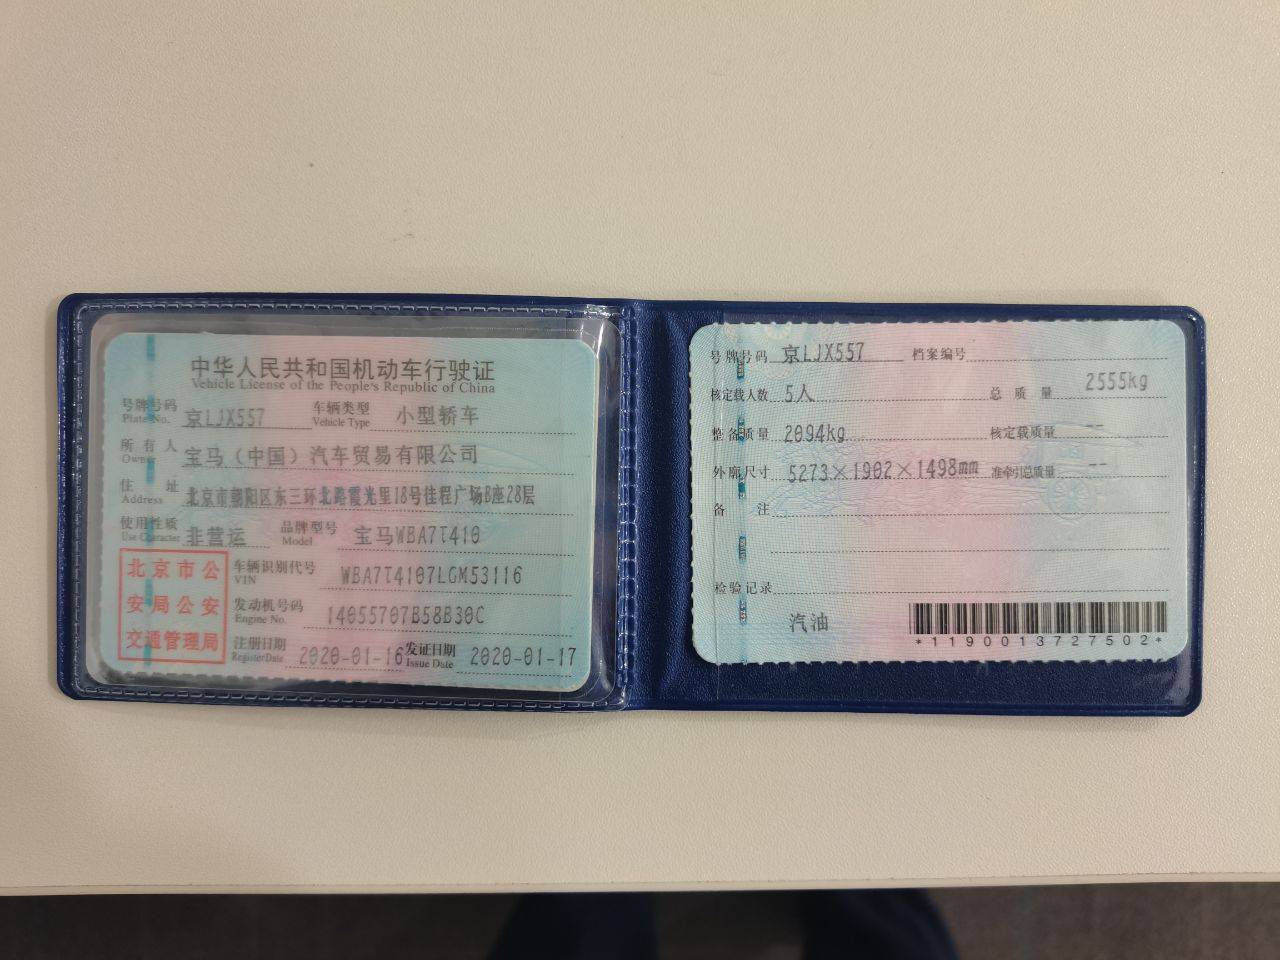 中华人民共和国机动车行驶证
Vehicle License of the People's Republic of China
号牌号码 京LJX557 车辆类型 小型轿车
Plate No. Vehicle Type
所有人 宝马（中国）汽车贸易有限公司
Owner
住址 北京市朝阳区东三环北路霞光里18号佳程广场B座28层
Address
使用性质 非营运 品牌型号 宝马WBA7T410
Use Character Model
北京市公
安局公安
交通管理局
车辆识别代号 WBA7T4107LGM53116
VIN
发动机号码 14055707B58B30C
Engine No.
注册日期 2020-01-16 发证日期 2020-01-17
Register Date Issue Date
号牌号码 京LJX557 档案编号
核定载人数 5人 总质量 2555kg
整备质量 2094kg 核定载质量 --
外廓尺寸 5273×1902×1498mm 准牵引总质量 --
备注
检验记录
汽油
*1190013727502*